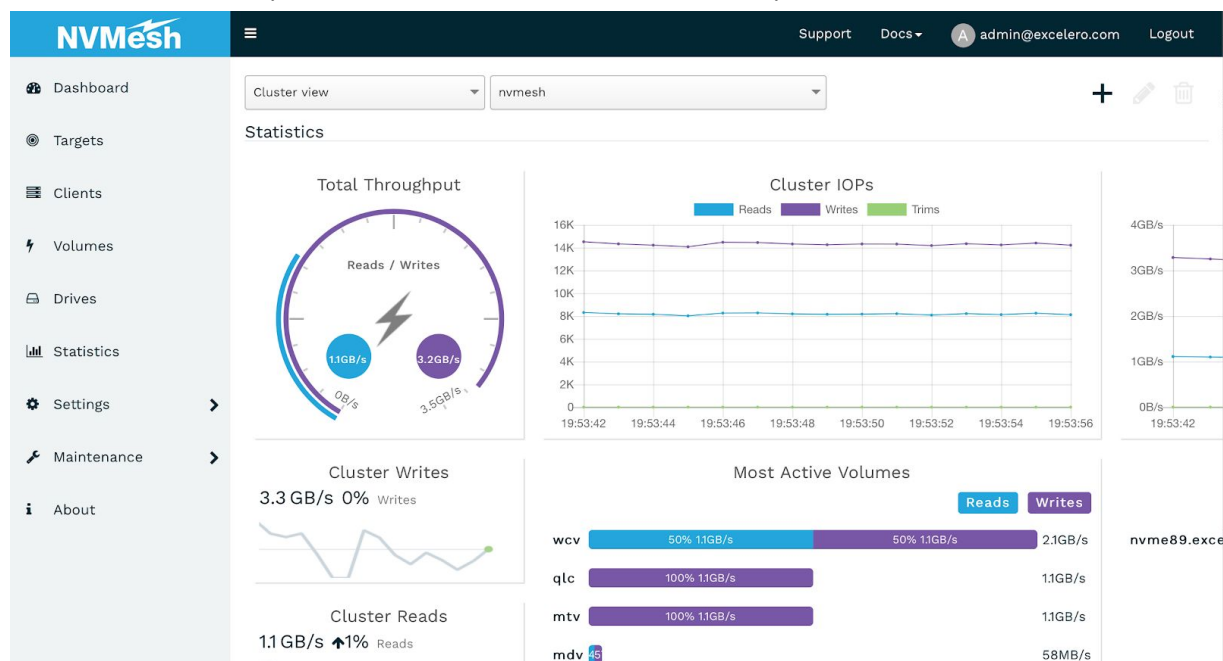 NVMesh
Support Docs A admin@excelero.com Logout
Dashboard
Targets
Clients
Volumes
Drives
Statistics
Settings
Maintenance
About
Cluster view nvmesh
Statistics
Total Throughput
Reads / Writes
1.1GB/s 3.2GB/s
0B/s 3.5GB/s
Cluster IOPs
Reads Writes Trims
16K
14K
12K
10K
8K
6K
4K
2K
0
19:53:42 19:53:44 19:53:46 19:53:48 19:53:50 19:53:52 19:53:54 19:53:56
4GB/s
3GB/s
2GB/s
1GB/s
0B/s
19:53:42
Cluster Writes
3.3 GB/s 0% Writes
Cluster Reads
1.1 GB/s 1% Reads
Most Active Volumes
Reads Writes
wcv 50% 1.1GB/s 50% 1.1GB/s 2.1GB/s
qlc 100% 1.1GB/s 1.1GB/s
mtv 100% 1.1GB/s 1.1GB/s
mdv 45 58MB/s
nvme89.exce